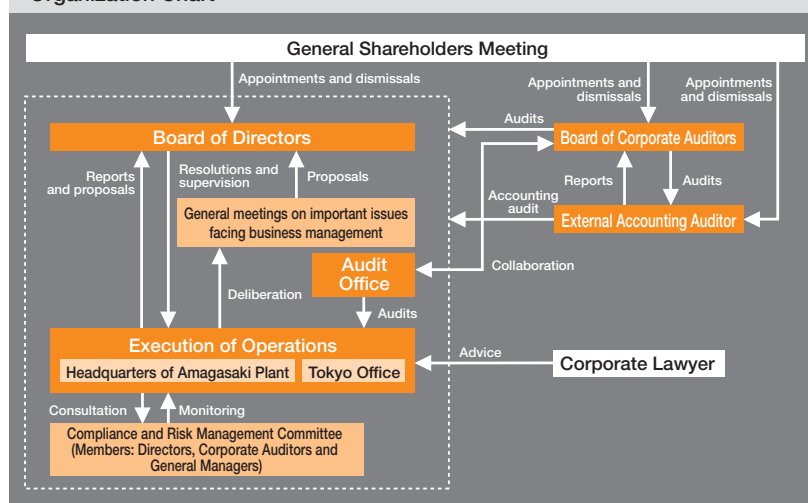 Organization Chart
General Shareholders Meeting
Appointments and dismissals
Appointments and
dismissals
Appointments
and dismissals
Board of Directors
Audits
Board of Corporate Auditors
Reports
and proposals
Resolutions and
supervision
Proposals
Reports
Audits
General meetings on important issues
facing business management
Accounting
audit
External Accounting Auditor
Audit
Office
Collaboration
Deliberation
Audits
Execution of Operations
Headquarters of Amagasaki Plant
Tokyo Office
Advice
Corporate Lawyer
Consultation
Monitoring
Compliance and Risk Management Committee
(Members: Directors, Corporate Auditors and
General Managers)